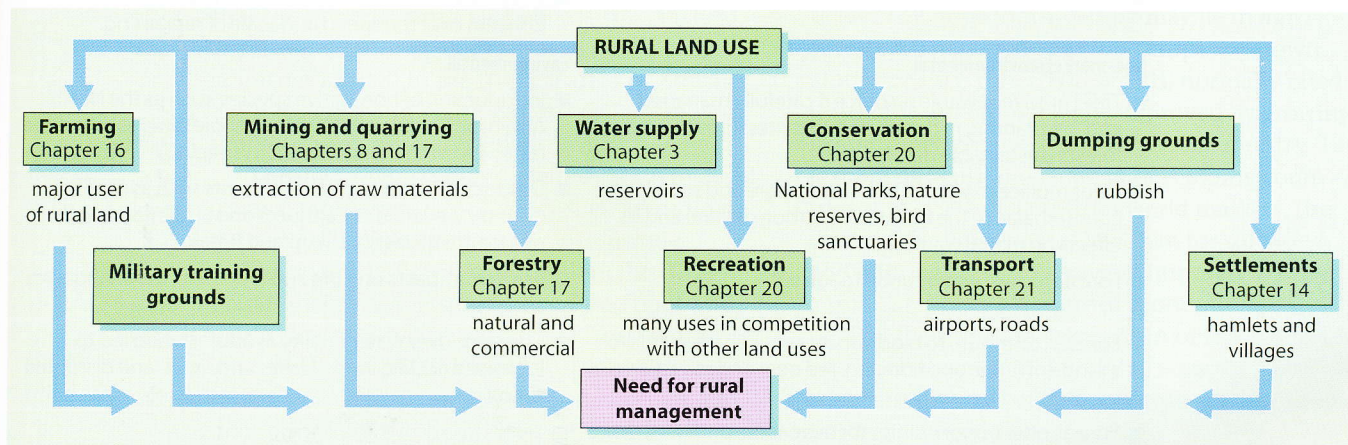 RURAL LAND USE
Farming
Chapter 16
major user
of rural land
Military training
grounds
Mining and quarrying
Chapters 8 and 17
extraction of raw materials
Forestry
Chapter 17
natural and
commercial
Water supply
Chapter 3
reservoirs
Recreation
Chapter 20
many uses in competition
with other land uses
Conservation
Chapter 20
National Parks, nature
reserves, bird
sanctuaries
Transport
Chapter 21
airports, roads
Dumping grounds
rubbish
Settlements
Chapter 14
hamlets and
villages
Need for rural
management